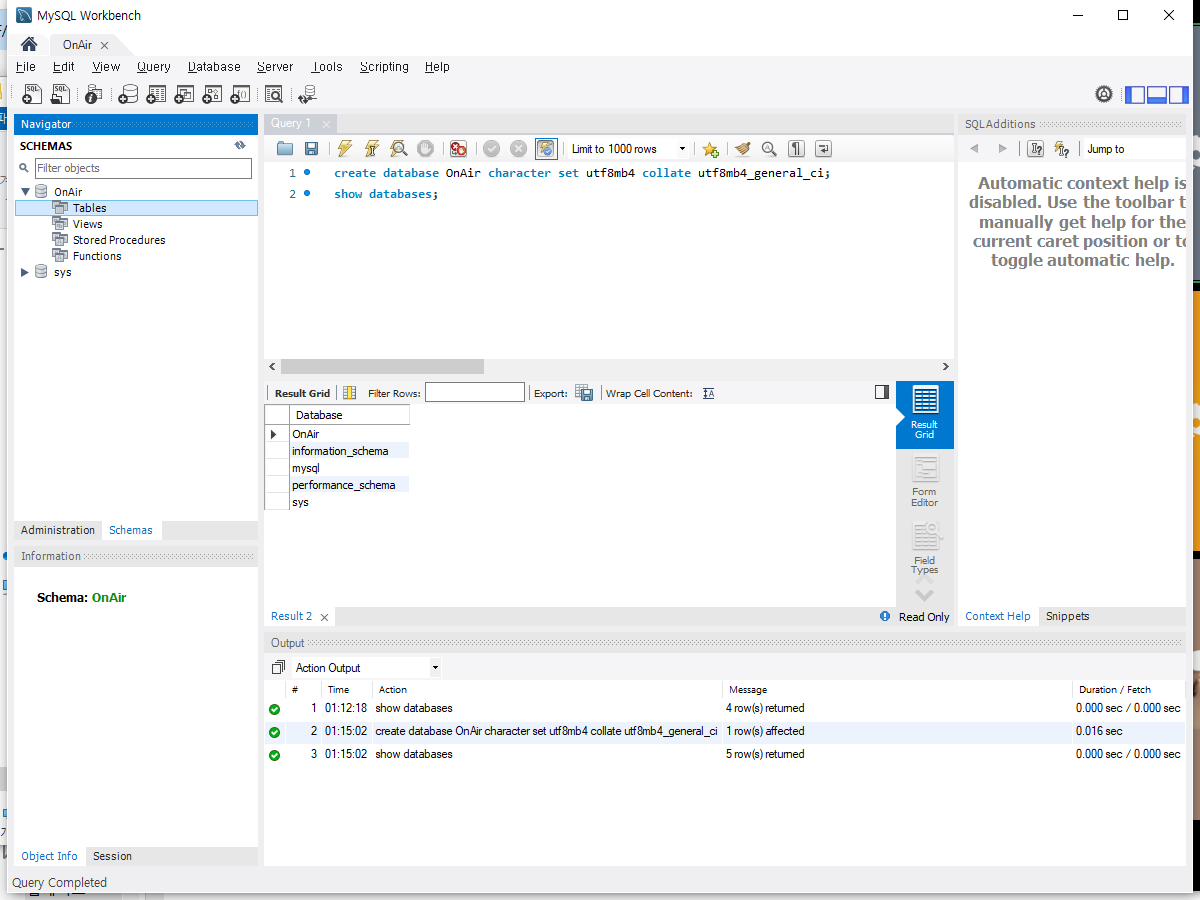 MySQL Workbench
OnAir
File Edit View Query Database Server Tools Scripting Help
Navigator
SCHEMAS
Filter objects
OnAir
Tables
Views
Stored Procedures
Functions
sys
Administration Schemas
Information
Schema: OnAir
Object Info Session
Query 1
Limit to 1000 rows
1 create database OnAir character set utf8mb4 collate utf8mb4_general_ci;
2 show databases;
Result Grid Filter Rows: Export: Wrap Cell Content:
Database
OnAir
information_schema
mysql
performance_schema
sys
Result Grid
Form Editor
Field Types
Result 2 Read Only
SQLAdditions
Jump to
Automatic context help is
disabled. Use the toolbar t
manually get help for the
current caret position or to
toggle automatic help.
Context Help Snippets
Output
Action Output
# Time Action Message Duration / Fetch
1 01:12:18 show databases 4 row(s) returned 0.000 sec / 0.000 sec
2 01:15:02 create database OnAir character set utf8mb4 collate utf8mb4_general_ci 1 row(s) affected 0.016 sec
3 01:15:02 show databases 5 row(s) returned 0.000 sec / 0.000 sec
Query Completed